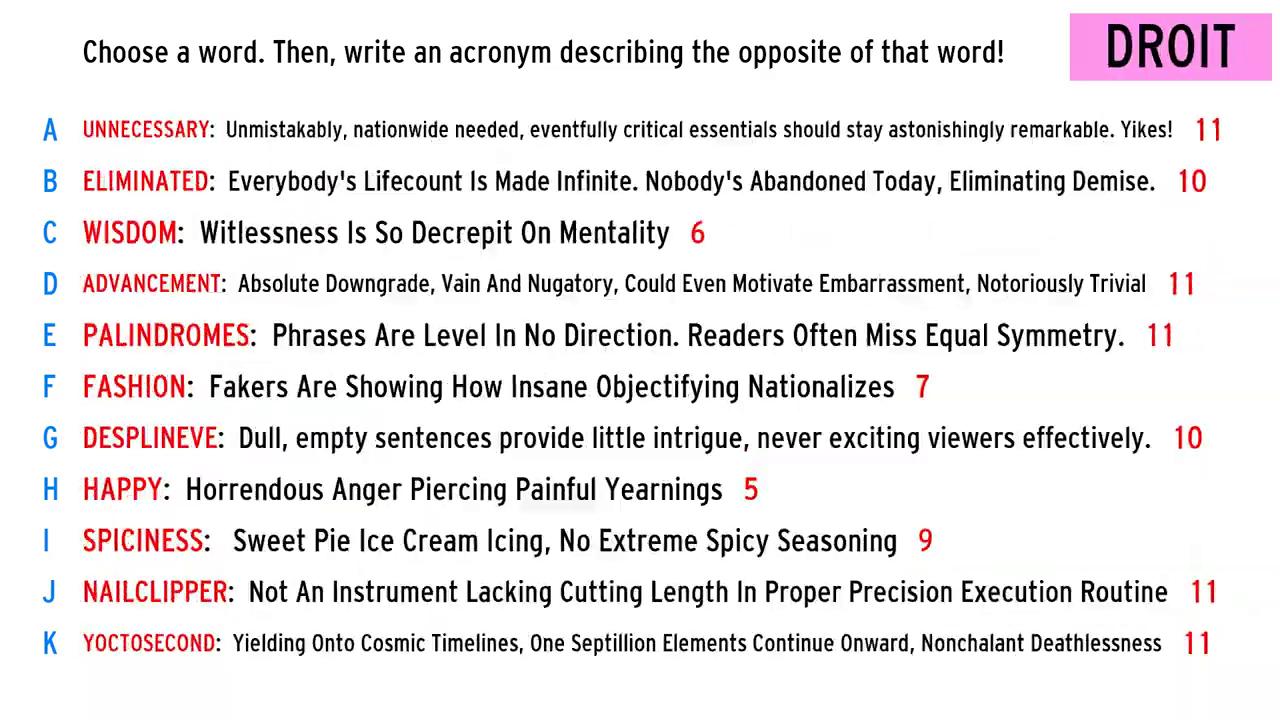 Choose a word. Then, write an acronym describing the opposite of that word!
DROIT
A UNNECESSARY: Unmistakably, nationwide needed, eventfully critical essentials should stay astonishingly remarkable. Yikes! 11
B ELIMINATED: Everybody's Lifecount Is Made Infinite. Nobody's Abandoned Today, Eliminating Demise. 10
C WISDOM: Witlessness Is So Decrepit On Mentality 6
D ADVANCEMENT: Absolute Downgrade, Vain And Nugatory, Could Even Motivate Embarrassment, Notoriously Trivial 11
E PALINDROMES: Phrases Are Level In No Direction. Readers Often Miss Equal Symmetry. 11
F FASHION: Fakers Are Showing How Insane Objectifying Nationalizes 7
G DESPLINEVE: Dull, empty sentences provide little intrigue, never exciting viewers effectively. 10
H HAPPY: Horrendous Anger Piercing Painful Yearnings 5
I SPICINESS: Sweet Pie Ice Cream Icing, No Extreme Spicy Seasoning 9
J NAILCLIPPER: Not An Instrument Lacking Cutting Length In Proper Precision Execution Routine 11
K YOCTOSECOND: Yielding Onto Cosmic Timelines, One Septillion Elements Continue Onward, Nonchalant Deathlessness 11